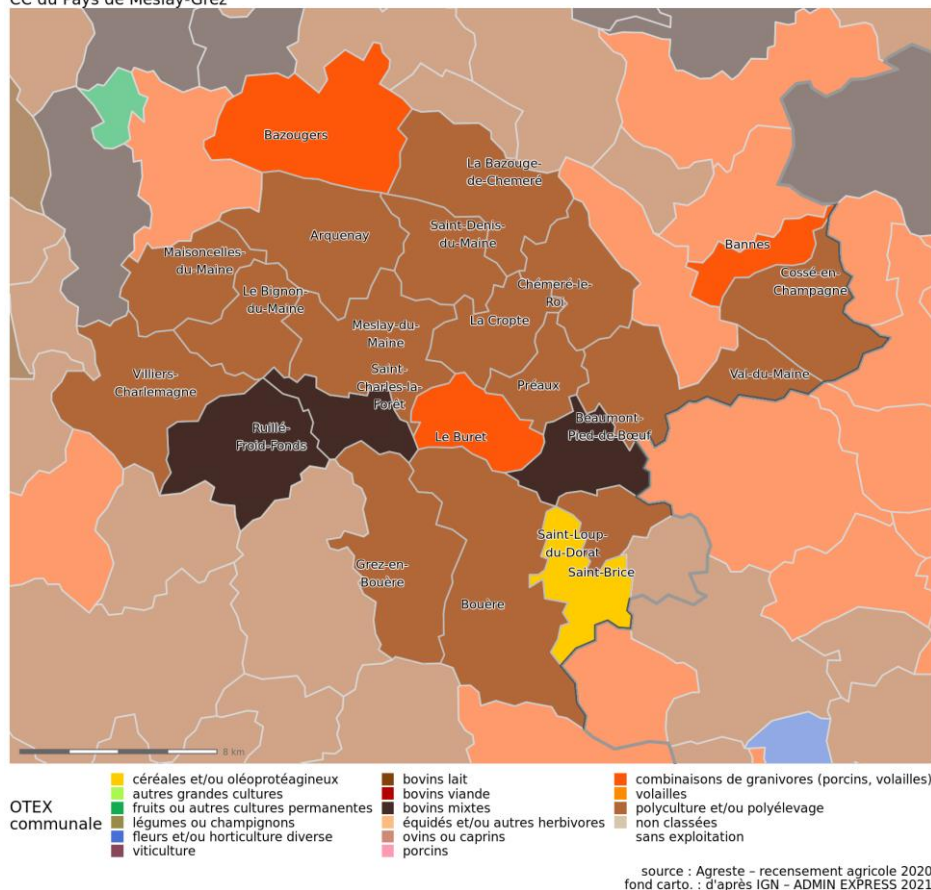 CC du Pays de Meslay-Grez
Bazougers
La Bazouge-
de-Chemeré
Arquenay
Saint-Denis-
du-Maine
Bannes
Maisoncelles-
du-Maine
Cossé-en-
Champagne
Le Bignon-
du-Maine
Chémeré-le-
Roi
Meslay-du-
Maine
La Cropte
Villiers-
Charlemagne
Saint-
Charles-la-
Forêt
Préaux
Val-du-Maine
Ruillé-
Froid-Fonds
Le Buret
Beaumont-
Pied-de-Bœuf
Saint-Loup-
du-Dorat
Grez-en-
Bouère
Saint-Brice
Bouère
8 km
OTEX
communale
céréales et/ou oléoprotéagineux
autres grandes cultures
fruits ou autres cultures permanentes
légumes ou champignons
fleurs et/ou horticulture diverse
viticulture
bovins lait
bovins viande
bovins mixtes
équidés et/ou autres herbivores
ovins ou caprins
porcins
combinaisons de granivores (porcins, volailles)
volailles
polyculture et/ou polyélevage
non classées
sans exploitation
source : Agreste – recensement agricole 2020
fond carto. : d'après IGN – ADMIN EXPRESS 2021